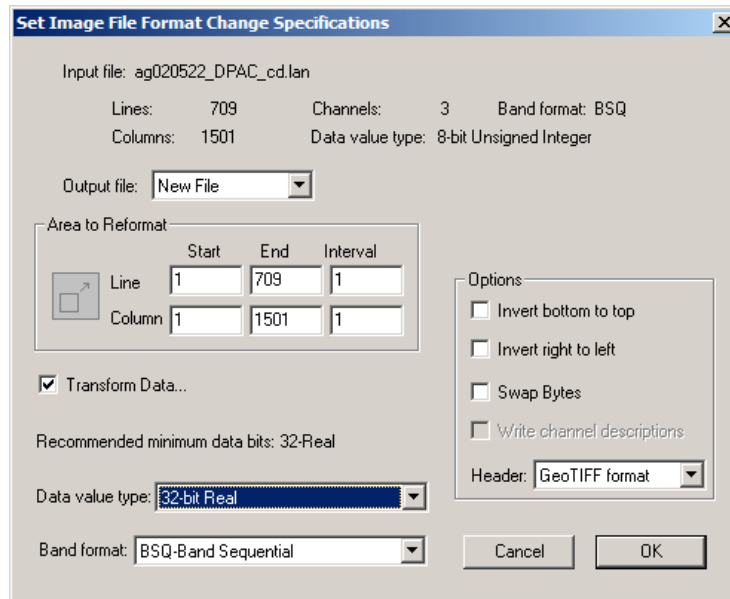 Set Image File Format Change Specifications
Input file: ag020522_DPAC_cd.lan
Lines: 709 Channels: 3 Band format: BSQ
Columns: 1501 Data value type: 8-bit Unsigned Integer
Output file: New File
Area to Reformat
Start End Interval
Line 1 709 1
Column 1 1501 1
Transform Data...
Recommended minimum data bits: 32-Real
Data value type: 32-bit Real
Band format: BSQ-Band Sequential
Options
Invert bottom to top
Invert right to left
Swap Bytes
Write channel descriptions
Header: GeoTIFF format
Cancel OK